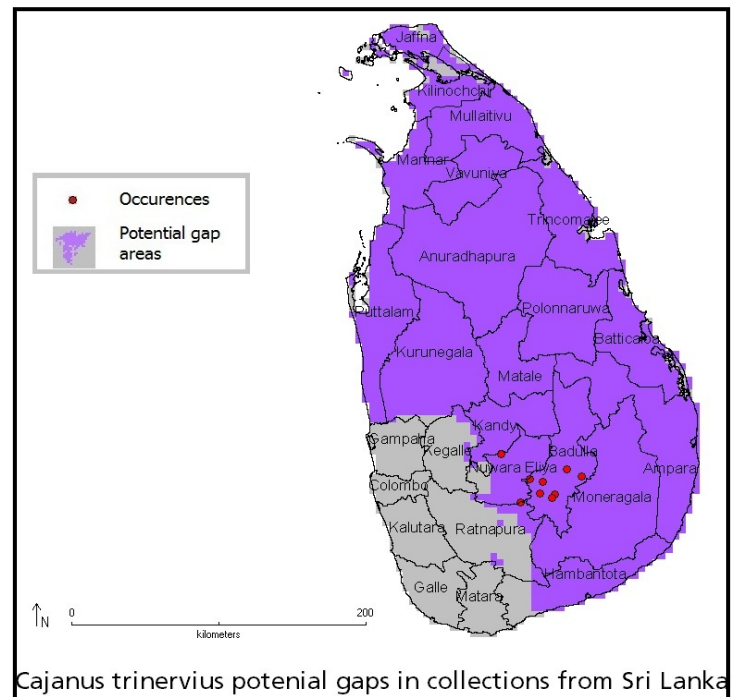 Jaffna
Kilinochchi
Mullaitivu
Mannar
Vavuniya
Trincomalee
Occurences
Potential gap
areas
Anuradhapura
Polonnaruwa
Puttalam
Batticaloa
Kurunegala
Matale
Kandy
Gampaha
Kegalle
Badulla
Nuwara Eliya
Ampara
Colombo
Moneragala
Kalutara
Ratnapura
Hambantota
Galle
Matara
N
0
200
kilometers
Cajanus trinervius potenial gaps in collections from Sri Lanka